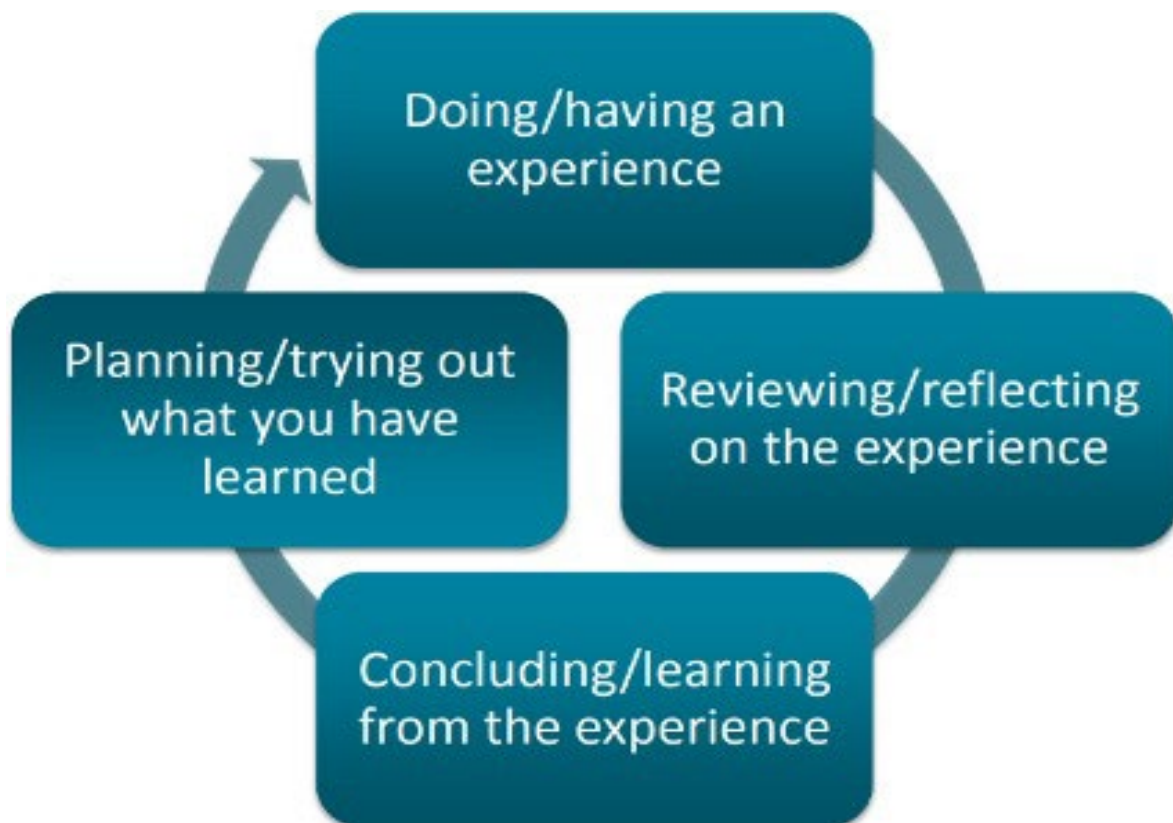 Doing/having an
experience
Reviewing/reflecting
on the experience
Concluding/learning
from the experience
Planning/trying out
what you have
learned